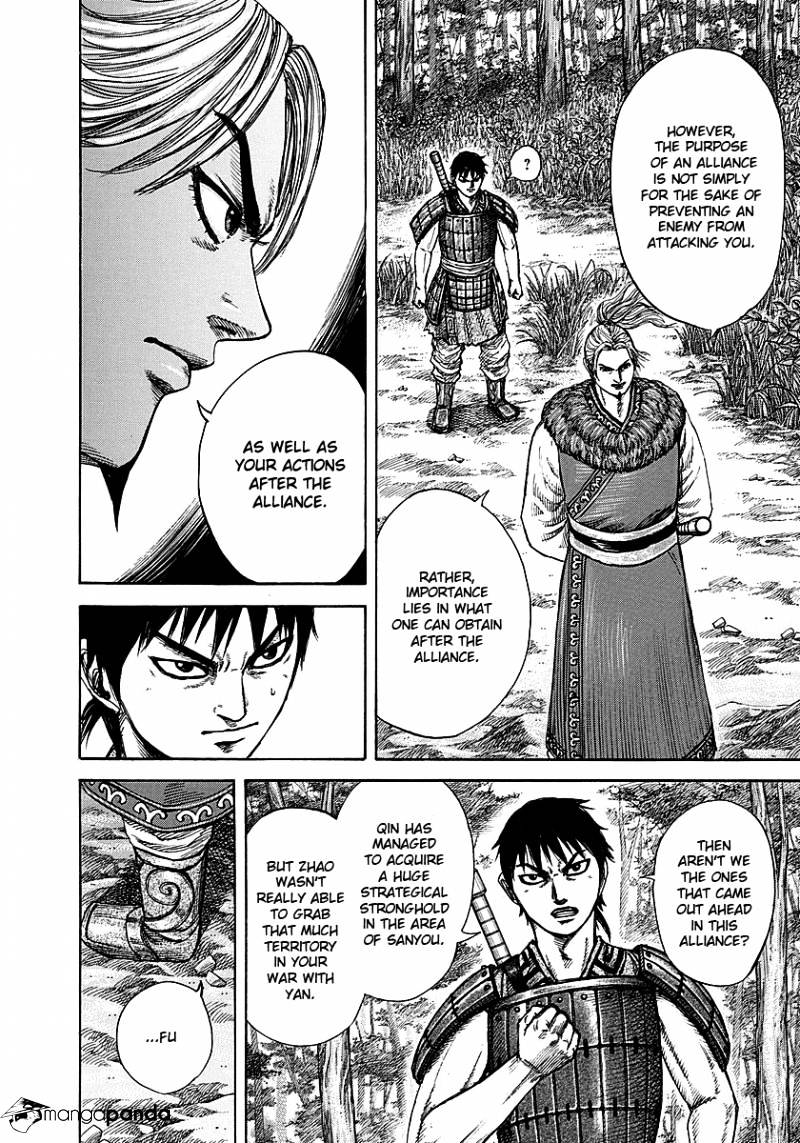 HOWEVER,
THE PURPOSE
OF AN ALLIANCE
IS NOT SIMPLY
FOR THE SAKE OF
PREVENTING AN
ENEMY FROM
ATTACKING YOU.
?
RATHER,
IMPORTANCE
LIES IN WHAT
ONE CAN OBTAIN
AFTER THE
ALLIANCE.
AS WELL AS
YOUR ACTIONS
AFTER THE
ALLIANCE.
THEN
AREN'T WE
THE ONES
THAT CAME
OUT AHEAD
IN THIS
ALLIANCE?
QIN HAS
MANAGED
TO ACQUIRE
A HUGE
STRATEGICAL
STRONGHOLD
IN THE AREA
OF SANYOU.
BUT ZHAO
WASN'T
REALLY ABLE
TO GRAB
THAT MUCH
TERRITORY
IN YOUR
WAR WITH
YAN.
...FU
mangapanda.com